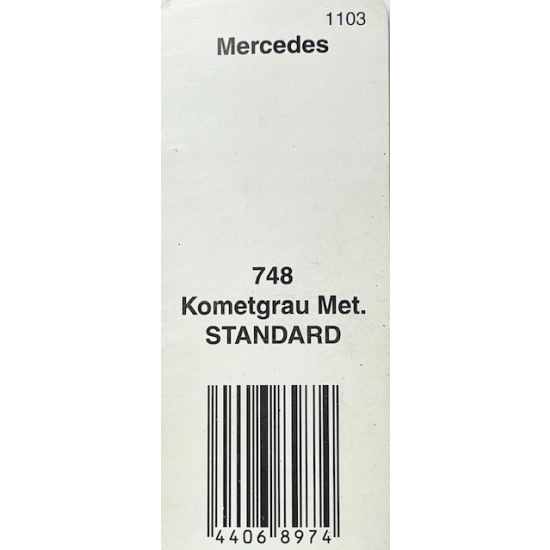 1103
Mercedes
748
Kometgrau Met.
STANDARD
4406 8974